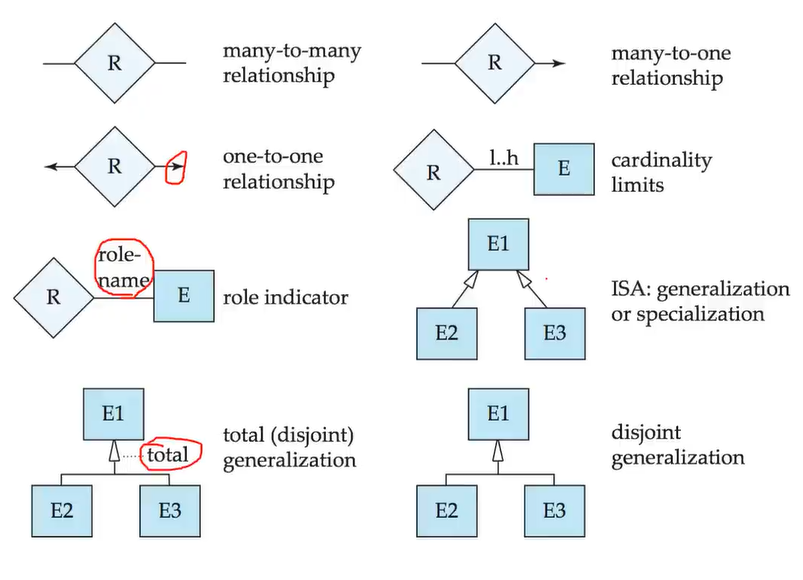 R
many-to-many
relationship
R
many-to-one
relationship
R
one-to-one
relationship
R
l..h
E
cardinality
limits
R
role-
name
E
role indicator
E1
E2
E3
ISA: generalization
or specialization
E1
total
E2
E3
total (disjoint)
generalization
E1
E2
E3
disjoint
generalization